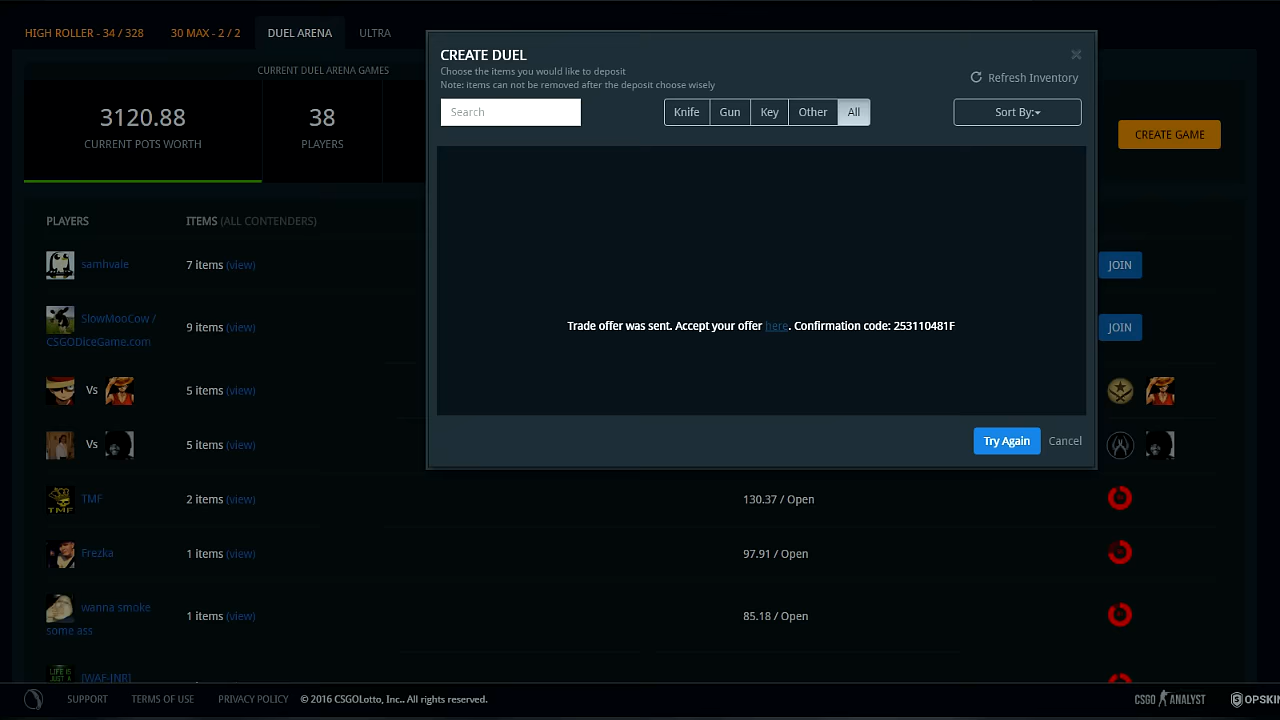 HIGH ROLLER - 34 / 328 30 MAX - 2 / 2 DUEL ARENA ULTRA
CURRENT DUEL ARENA GAMES
3120.88
CURRENT POTS WORTH
38
PLAYERS
CREATE DUEL
Choose the items you would like to deposit
Note: items can not be removed after the deposit choose wisely
Refresh Inventory
Search
Knife Gun Key Other All
Sort By:
CREATE GAME
Trade offer was sent. Accept your offer here. Confirmation code: 253110481F
Try Again Cancel
PLAYERS ITEMS (ALL CONTENDERS)
samhvale 7 items (view) JOIN
SlowMooCow /
CSGODiceGame.com
9 items (view) JOIN
Vs 5 items (view)
Vs 5 items (view)
TMF 2 items (view) 130.37 / Open
Frezka 1 items (view) 97.91 / Open
wanna smoke
some ass
1 items (view) 85.18 / Open
[WAF-INR]
SUPPORT TERMS OF USE PRIVACY POLICY © 2016 CSGOLotto, Inc.. All rights reserved.
CSGO ANALYST OPSKIN